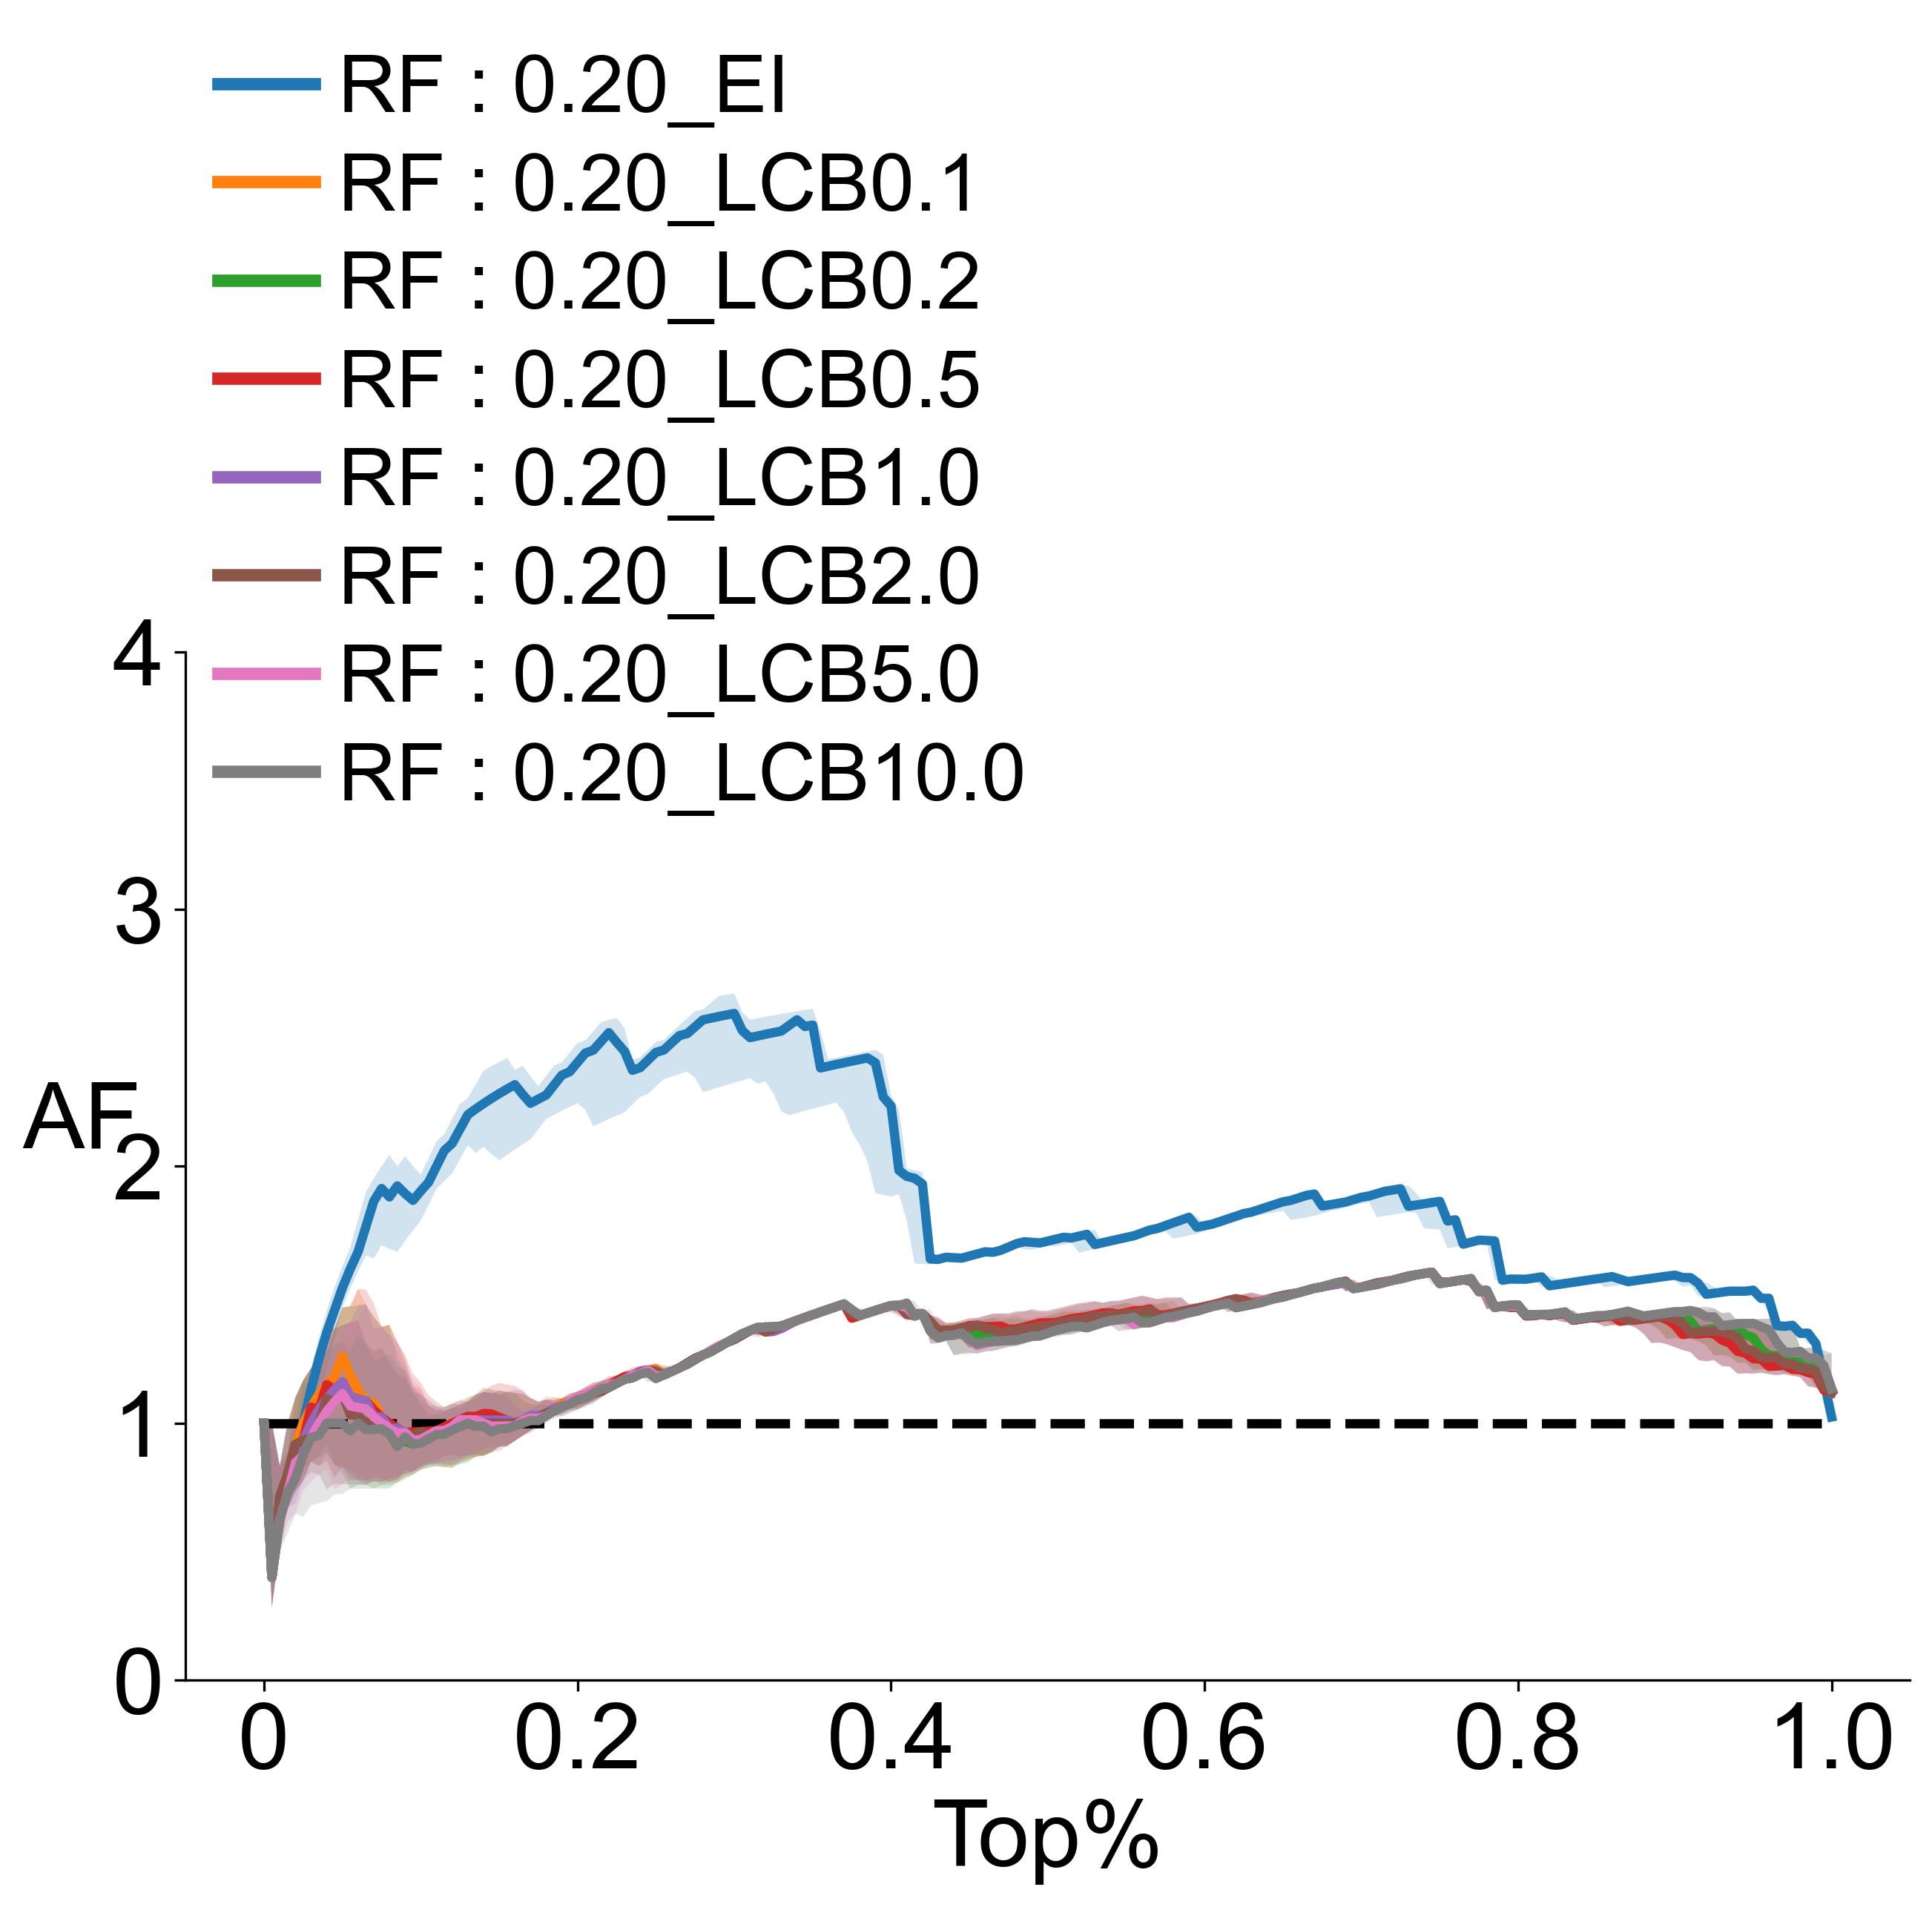 RF : 0.20_EI
RF : 0.20_LCB0.1
RF : 0.20_LCB0.2
RF : 0.20_LCB0.5
RF : 0.20_LCB1.0
RF : 0.20_LCB2.0
RF : 0.20_LCB5.0
RF : 0.20_LCB10.0
4
3
AF
2
1
0
0 0.2 0.4 0.6 0.8 1.0
Top%